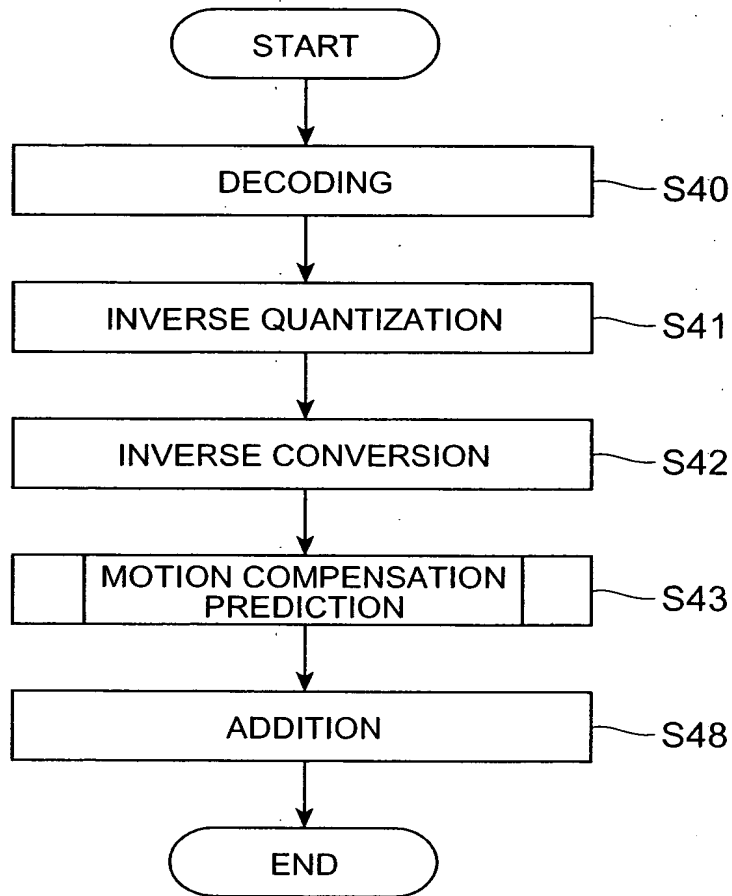 START
DECODING
S40
INVERSE QUANTIZATION
S41
INVERSE CONVERSION
S42
MOTION COMPENSATION
PREDICTION
S43
ADDITION
S48
END